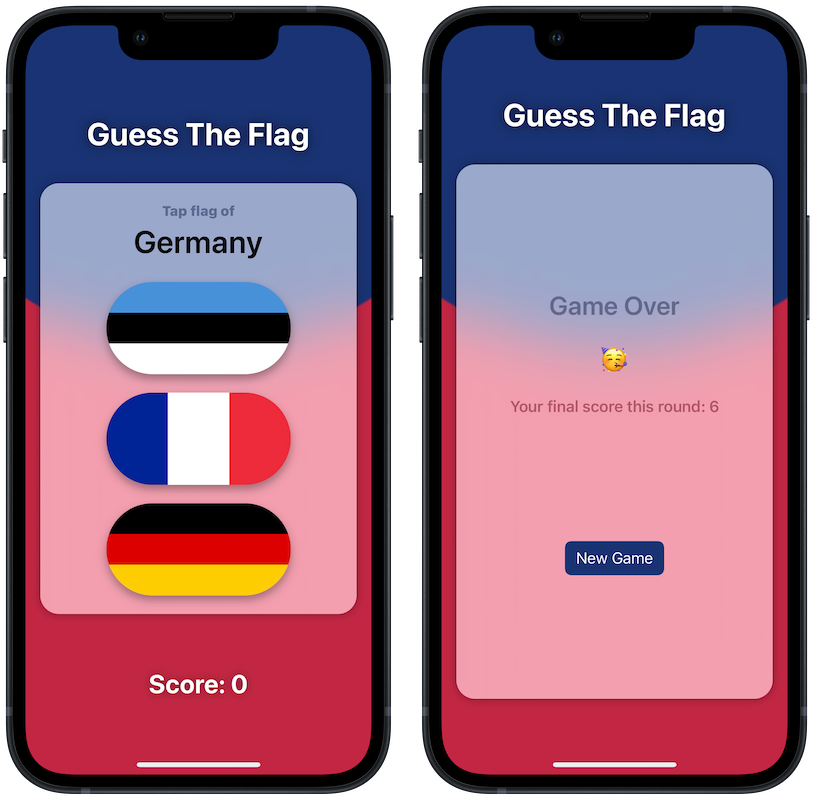 Guess The Flag
Tap flag of
Germany
Score: 0
Guess The Flag
Game Over
Your final score this round: 6
New Game